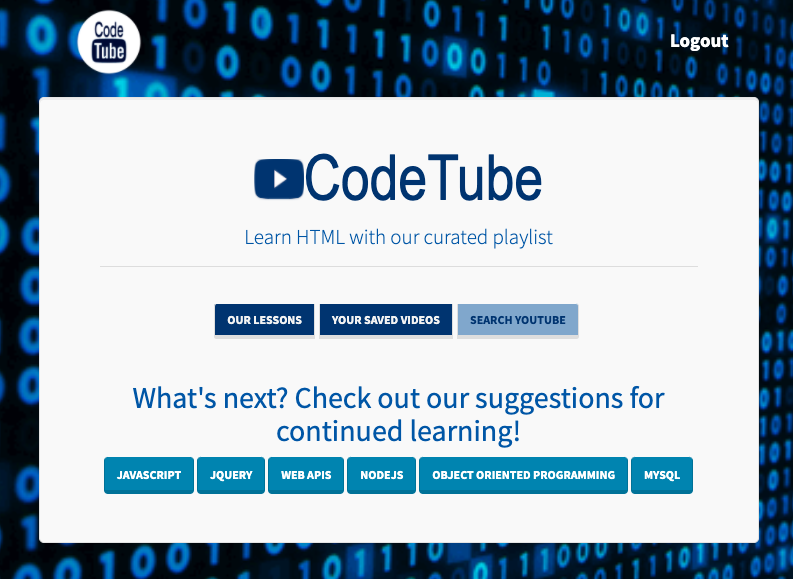 Code
Tube
Logout
CodeTube
Learn HTML with our curated playlist
OUR LESSONS YOUR SAVED VIDEOS SEARCH YOUTUBE
What's next? Check out our suggestions for
continued learning!
JAVASCRIPT JQUERY WEB APIS NODEJS OBJECT ORIENTED PROGRAMMING MYSQL